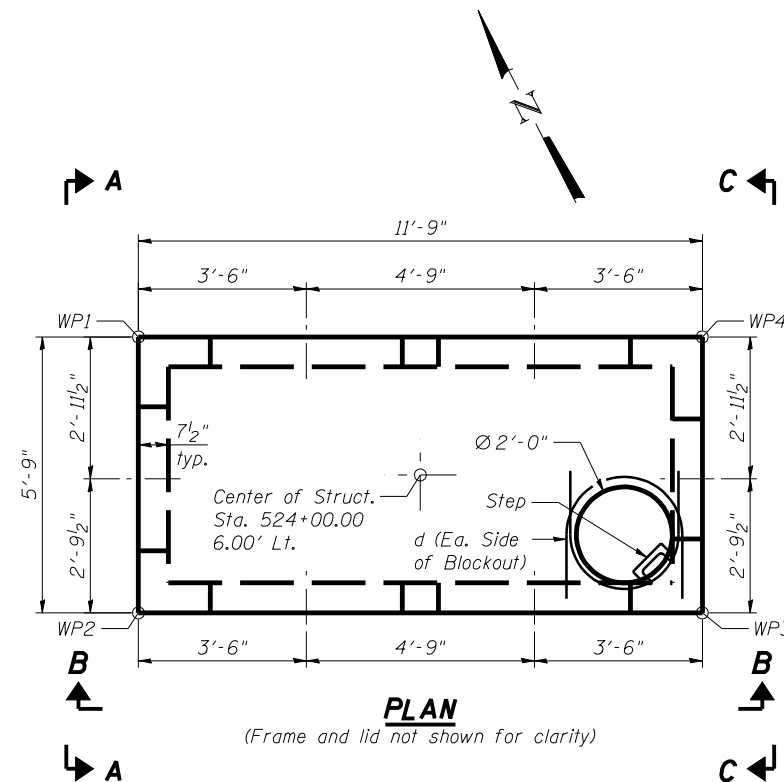 N
A
C
11'-9"
3'-6"
4'-9"
3'-6"
WP1
WP4
2'-11½"
2'-11½"
7½"
typ.
Ø 2'-0"
5'-9"
Center of Struct.
Sta. 524+00.00
6.00' Lt.
Step
d (Ea. Side
of Blockout)
2'-9½"
2'-9½"
WP2
WP3
3'-6"
4'-9"
3'-6"
B
B
PLAN
(Frame and lid not shown for clarity)
A
C